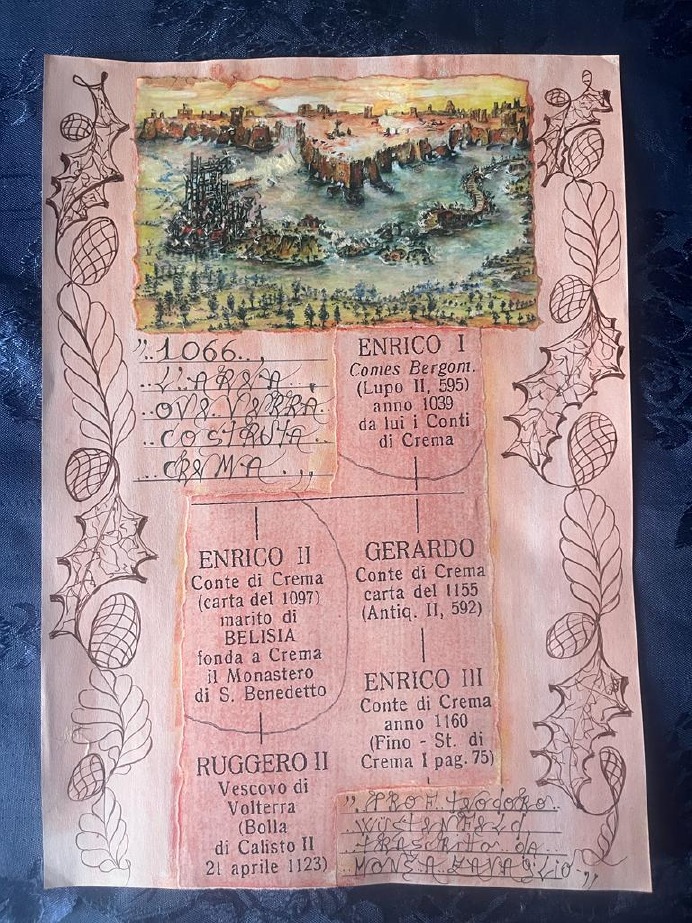 "..1066..,
L'AREA,
OVE VERRA
COSTRUTA
CREMA..,,
ENRICO I
Comes Bergom.
(Lupo II, 595)
anno 1039
da lui i Conti
di Crema
ENRICO II
Conte di Crema
(carta del 1097)
marito di
BELISIA
fonda a Crema
il Monastero
di S. Benedetto
RUGGERO II
Vescovo di
Volterra
(Bolla
di Calisto II
21 aprile 1123)
GERARDO
Conte di Crema
carta del 1155
(Antiq. II, 592)
ENRICO III
Conte di Crema
anno 1160
(Fino - St. di
Crema I pag. 75)
"..PROF. TEODORO
WÜSTENFELD,
TRASCRITTO DA